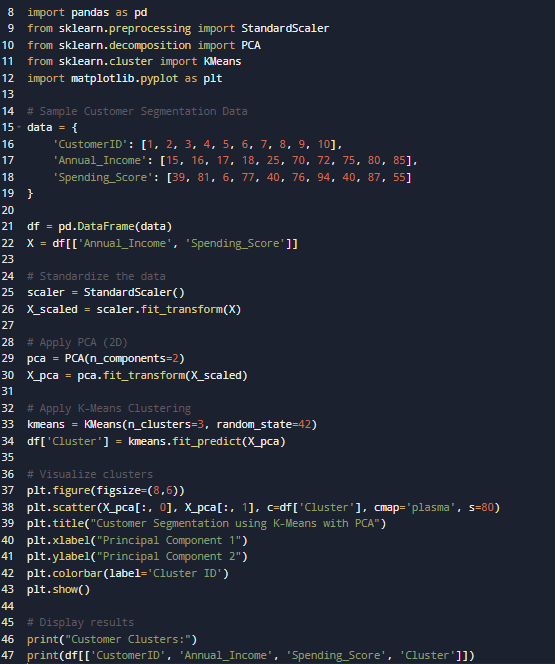 8 import pandas as pd
9 from sklearn.preprocessing import StandardScaler
10 from sklearn.decomposition import PCA
11 from sklearn.cluster import KMeans
12 import matplotlib.pyplot as plt
13
14 # Sample Customer Segmentation Data
15 data = {
16     'CustomerID': [1, 2, 3, 4, 5, 6, 7, 8, 9, 10],
17     'Annual_Income': [15, 16, 17, 18, 25, 70, 72, 75, 80, 85],
18     'Spending_Score': [39, 81, 6, 77, 40, 76, 94, 40, 87, 55]
19 }
20
21 df = pd.DataFrame(data)
22 X = df[['Annual_Income', 'Spending_Score']]
23
24 # Standardize the data
25 scaler = StandardScaler()
26 X_scaled = scaler.fit_transform(X)
27
28 # Apply PCA (2D)
29 pca = PCA(n_components=2)
30 X_pca = pca.fit_transform(X_scaled)
31
32 # Apply K-Means Clustering
33 kmeans = KMeans(n_clusters=3, random_state=42)
34 df['Cluster'] = kmeans.fit_predict(X_pca)
35
36 # Visualize clusters
37 plt.figure(figsize=(8,6))
38 plt.scatter(X_pca[:, 0], X_pca[:, 1], c=df['Cluster'], cmap='plasma', s=80)
39 plt.title("Customer Segmentation using K-Means with PCA")
40 plt.xlabel("Principal Component 1")
41 plt.ylabel("Principal Component 2")
42 plt.colorbar(label='Cluster ID')
43 plt.show()
44
45 # Display results
46 print("Customer Clusters:")
47 print(df[['CustomerID', 'Annual_Income', 'Spending_Score', 'Cluster']])